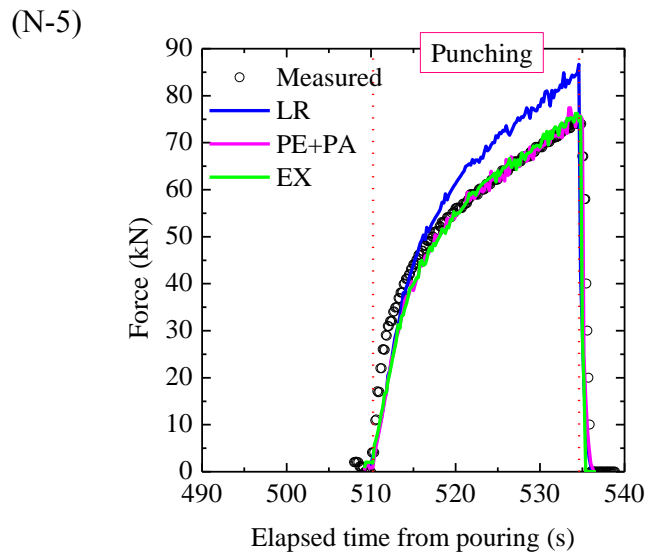 (N-5)
90
80
70
60
50
40
30
20
10
0
Force (kN)
Punching
Measured
LR
PE+PA
EX
490 500 510 520 530 540
Elapsed time from pouring (s)